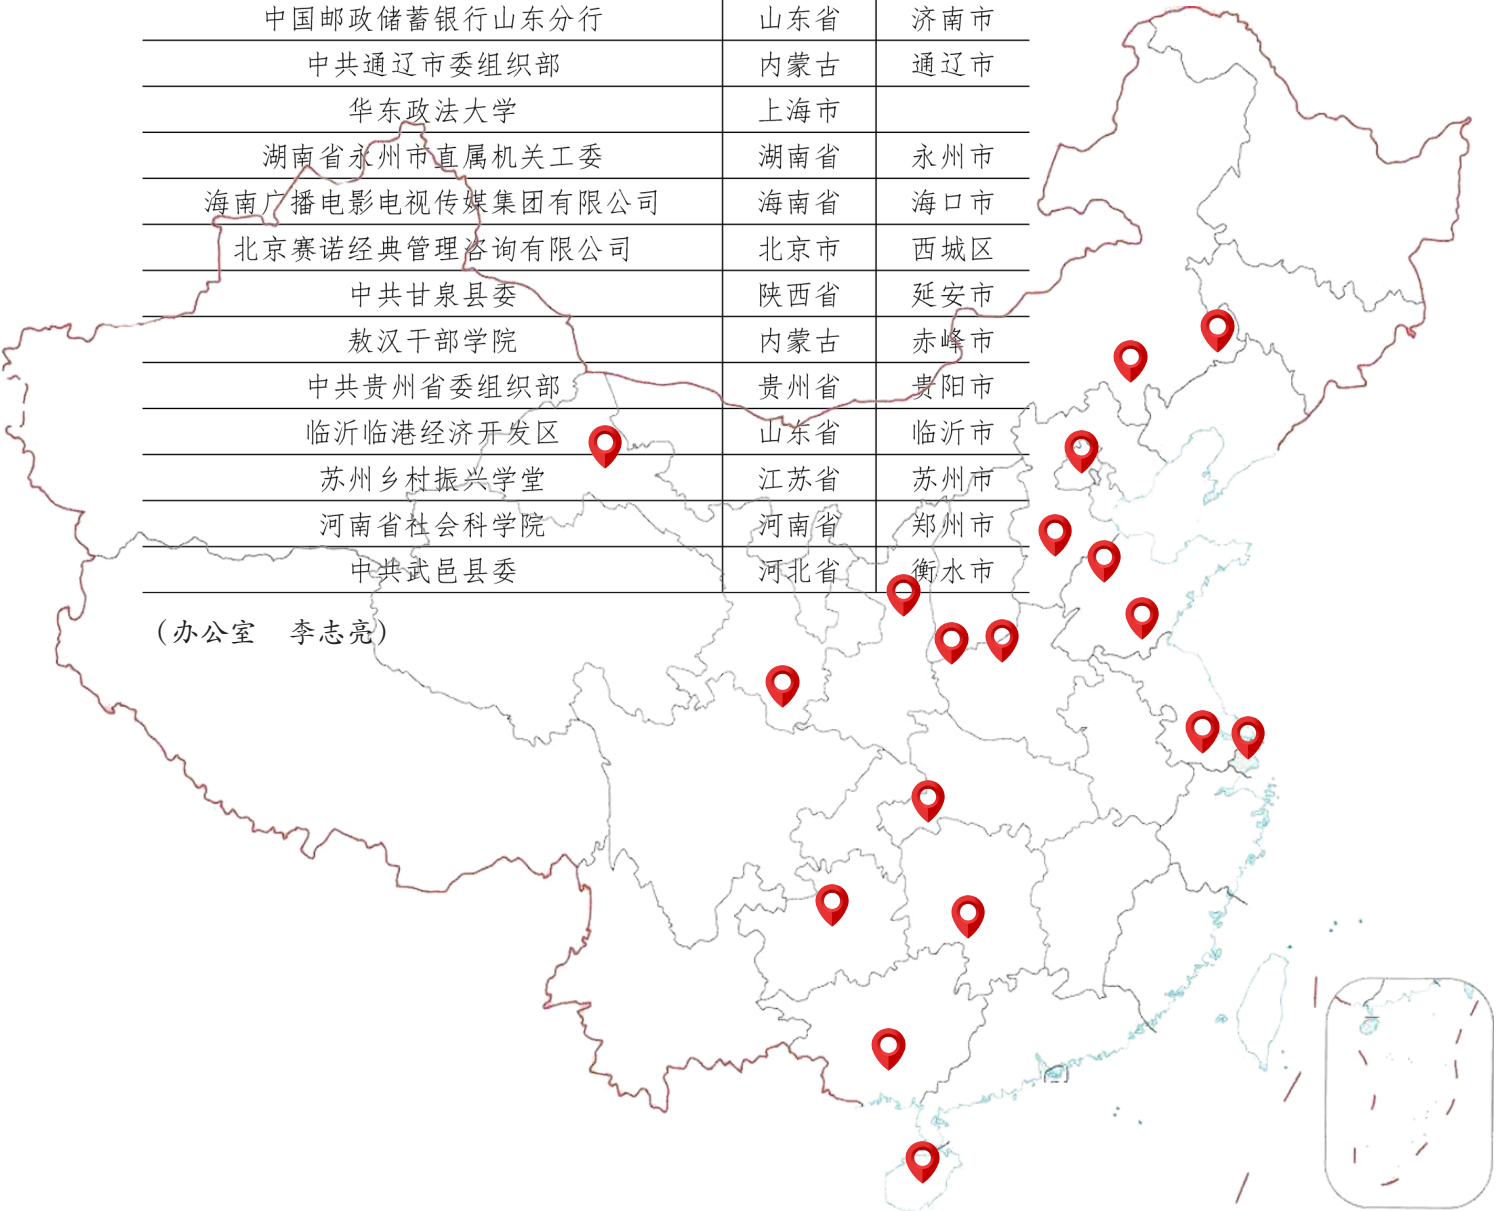 中国邮政储蓄银行山东分行 山东省 济南市
中共通辽市委组织部 内蒙古 通辽市
华东政法大学 上海市
湖南省永州市直属机关工委 湖南省 永州市
海南广播电影电视传媒集团有限公司 海南省 海口市
北京赛诺经典管理咨询有限公司 北京市 西城区
中共甘泉县委 陕西省 延安市
敖汉干部学院 内蒙古 赤峰市
中共贵州省委组织部 贵州省 贵阳市
临沂临港经济开发区 山东省 临沂市
苏州乡村振兴学堂 江苏省 苏州市
河南省社会科学院 河南省 郑州市
中共武邑县委 河北省 衡水市
（办公室 李志亮）